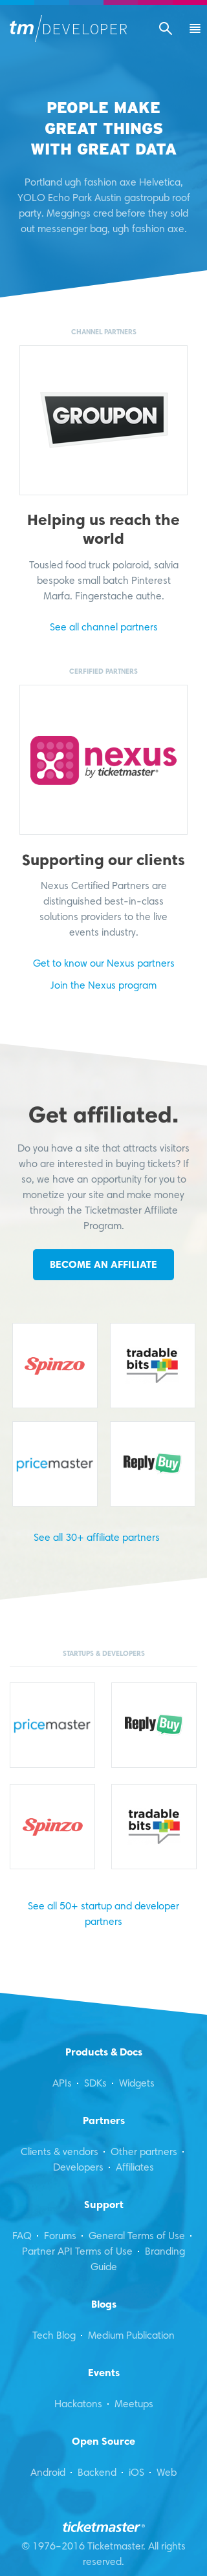 tm/DEVELOPER
PEOPLE MAKE
GREAT THINGS
WITH GREAT DATA
Portland ugh fashion axe Helvetica,
YOLO Echo Park Austin gastropub roof
party. Meggings cred before they sold
out messenger bag, ugh fashion axe.
CHANNEL PARTNERS
GROUPON
Helping us reach the
world
Tousled food truck polaroid, salvia
bespoke small batch Pinterest
Marfa. Fingerstache authe.
See all channel partners
CERFIFIED PARTNERS
nexus
by ticketmaster®
Supporting our clients
Nexus Certified Partners are
distinguished best-in-class
solutions providers to the live
events industry.
Get to know our Nexus partners
Join the Nexus program
Get affiliated.
Do you have a site that attracts visitors
who are interested in buying tickets? If
so, we have an opportunity for you to
monetize your site and make money
through the Ticketmaster Affiliate
Program.
BECOME AN AFFILIATE
Spinzo
tradable
bits
pricemaster
ReplyBuy
See all 30+ affiliate partners
STARTUPS & DEVELOPERS
pricemaster
ReplyBuy
Spinzo
tradable
bits
See all 50+ startup and developer
partners
Products & Docs
APIs · SDKs · Widgets
Partners
Clients & vendors · Other partners ·
Developers · Affiliates
Support
FAQ · Forums · General Terms of Use ·
Partner API Terms of Use · Branding
Guide
Blogs
Tech Blog · Medium Publication
Events
Hackatons · Meetups
Open Source
Android · Backend · iOS · Web
ticketmaster®
© 1976–2016 Ticketmaster. All rights
reserved.